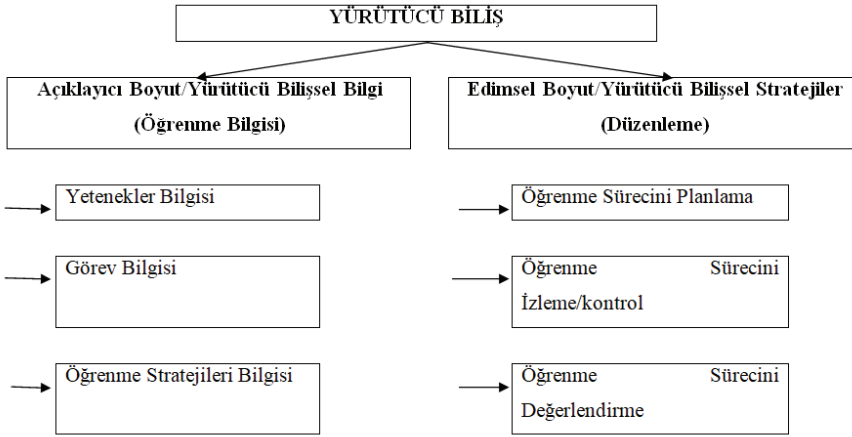 YÜRÜTÜCÜ BİLİŞ
Açıklayıcı Boyut/Yürütücü Bilişsel Bilgi
(Öğrenme Bilgisi)
Edimsel Boyut/Yürütücü Bilişsel Stratejiler
(Düzenleme)
Yetenekler Bilgisi
Görev Bilgisi
Öğrenme Stratejileri Bilgisi
Öğrenme Sürecini Planlama
Öğrenme Sürecini
İzleme/kontrol
Öğrenme Sürecini
Değerlendirme